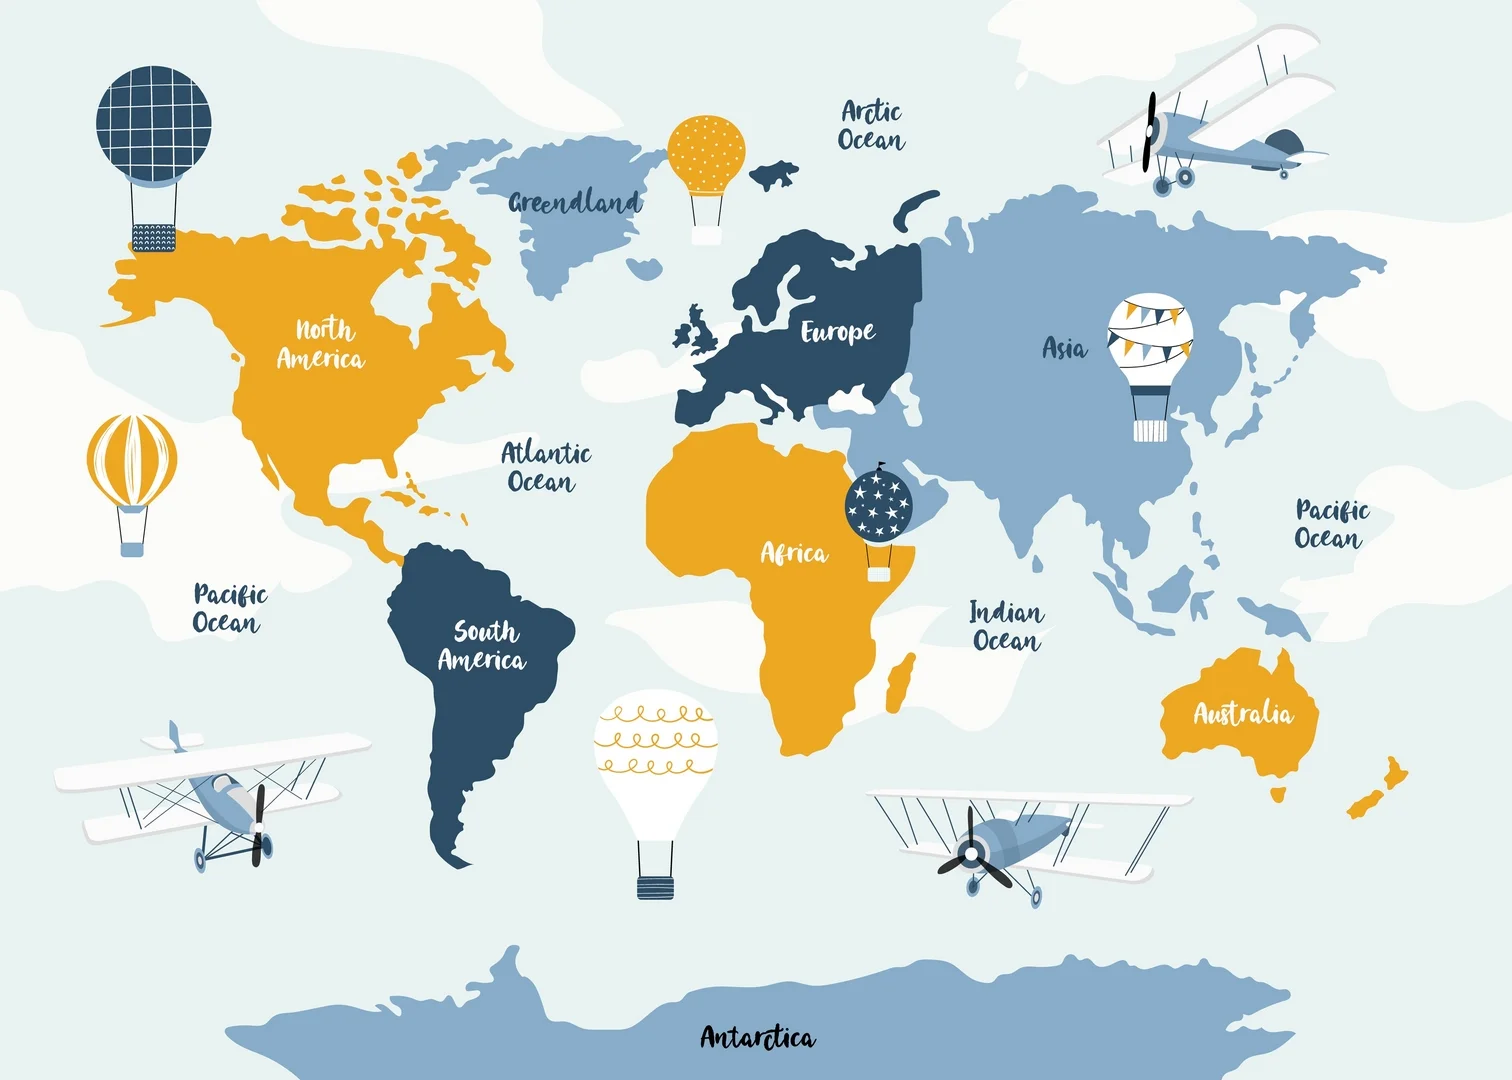 Arctic
Ocean
Greendland
North
America
Europe
Asia
Atlantic
Ocean
Pacific
Ocean
Africa
Pacific
Ocean
Indian
Ocean
South
America
Australia
Antarctica